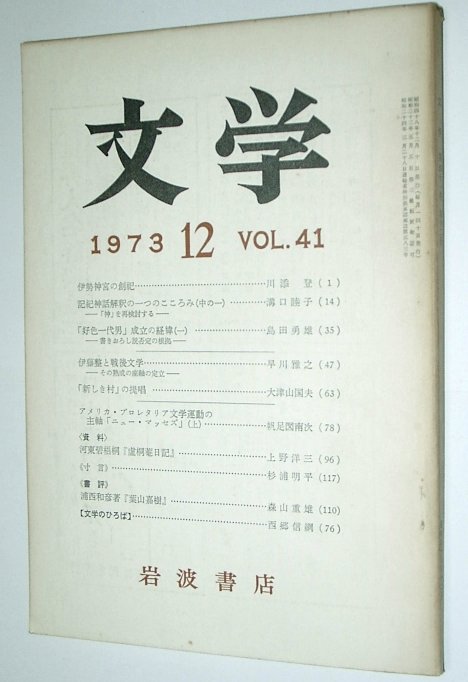 文学
1973 12 VOL.41
伊勢神宮の創祀………川添 登 (1)
記紀神話解釈の一つのこころみ(中の一)………溝口睦子 (14)
――「神」を再検討する――
「好色一代男」成立の経緯(一)………島田勇雄 (35)
――書きおろし説否定の根拠――
伊藤整と戦後文学………早川雅之 (47)
――その熟成の座軸の定立――
「新しき村」の提唱………大津山国夫 (63)
アメリカ・プロレタリア文学運動の
主軸「ニュー・マッセズ」(上)………帆足図南次 (78)
《資料》
河東碧梧桐『虚桐菴日記』………上野洋三 (96)
《寸言》………杉浦明平 (117)
《書評》
浦西和彦著『葉山嘉樹』………森山重雄 (110)
【文学のひろば】………西郷信綱 (76)
岩波書店